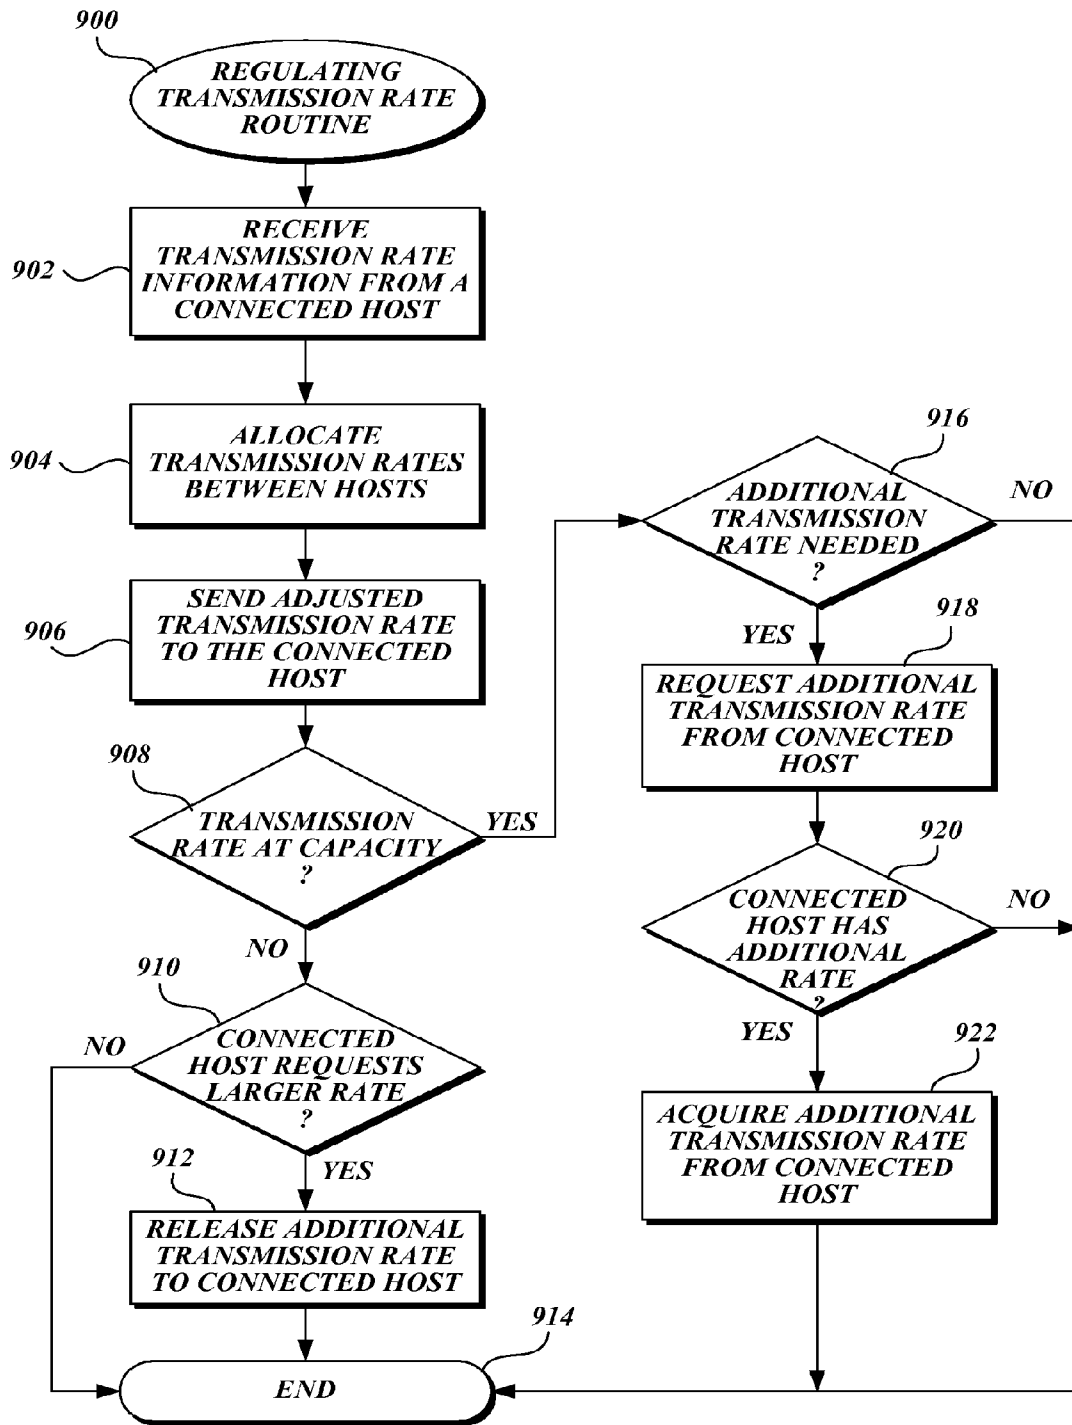 900
REGULATING
TRANSMISSION RATE
ROUTINE
902
RECEIVE
TRANSMISSION RATE
INFORMATION FROM A
CONNECTED HOST
904
ALLOCATE
TRANSMISSION RATES
BETWEEN HOSTS
906
SEND ADJUSTED
TRANSMISSION RATE
TO THE CONNECTED
HOST
908
TRANSMISSION
RATE AT CAPACITY
?
YES
NO
910
CONNECTED
HOST REQUESTS
LARGER RATE
?
NO
YES
912
RELEASE ADDITIONAL
TRANSMISSION RATE
TO CONNECTED HOST
914
END
916
ADDITIONAL
TRANSMISSION
RATE NEEDED
?
NO
YES
918
REQUEST ADDITIONAL
TRANSMISSION RATE
FROM CONNECTED
HOST
920
CONNECTED
HOST HAS
ADDITIONAL
RATE
?
NO
YES
922
ACQUIRE ADDITIONAL
TRANSMISSION RATE
FROM CONNECTED
HOST